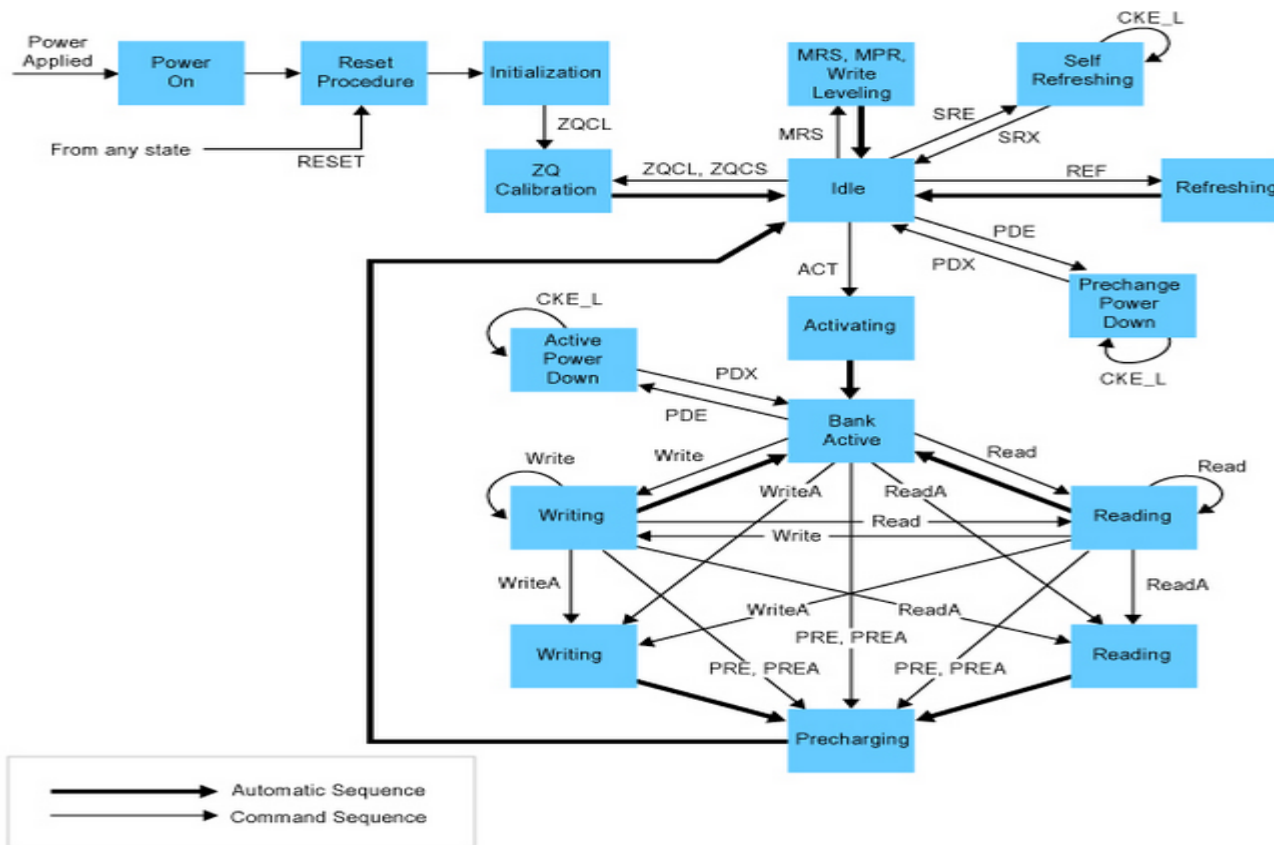 CKE_L
Power
Applied
Power
On
Reset
Procedure
Initialization
MRS, MPR,
Write
Leveling
Self
Refreshing
ZQCL
MRS
SRE
SRX
From any state
RESET
ZQ
Calibration
ZQCL, ZQCS
Idle
REF
Refreshing
PDE
PDX
ACT
Prechange
Power
Down
CKE_L
CKE_L
Activating
Active
Power
Down
PDX
PDE
Bank
Active
Write
Write
Read
Read
WriteA
ReadA
Writing
Read
Write
Reading
WriteA
ReadA
WriteA
ReadA
Writing
PRE, PREA
Reading
PRE, PREA
PRE, PREA
Precharging
Automatic Sequence
Command Sequence